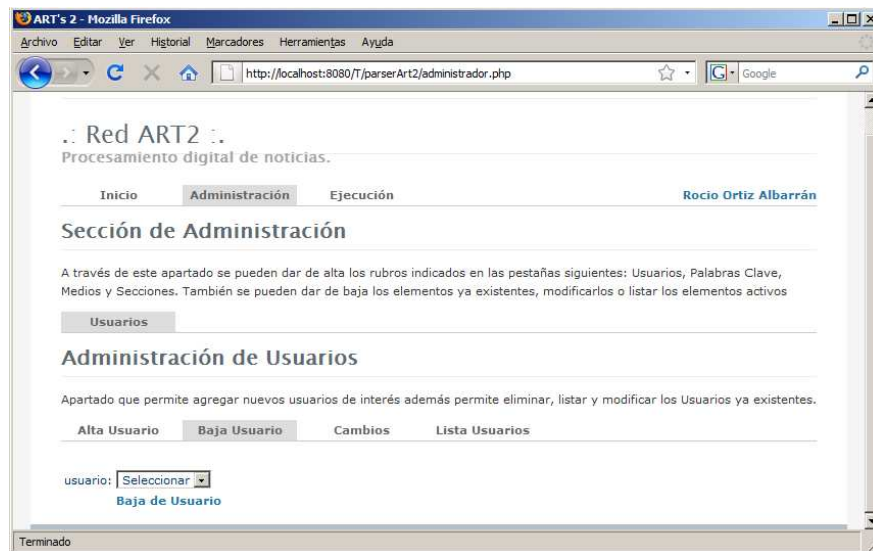 ART's 2 - Mozilla Firefox
Archivo Editar Ver Historial Marcadores Herramientas Ayuda
http://localhost:8080/T/parserArt2/administrador.php G Google
.: Red ART2 :.
Procesamiento digital de noticias.
Inicio Administración Ejecución Rocio Ortiz Albarrán
Sección de Administración
A través de este apartado se pueden dar de alta los rubros indicados en las pestañas siguientes: Usuarios, Palabras Clave,
Medios y Secciones. También se pueden dar de baja los elementos ya existentes, modificarlos o listar los elementos activos
Usuarios
Administración de Usuarios
Apartado que permite agregar nuevos usuarios de interés además permite eliminar, listar y modificar los Usuarios ya existentes.
Alta Usuario Baja Usuario Cambios Lista Usuarios
usuario: Seleccionar
Baja de Usuario
Terminado